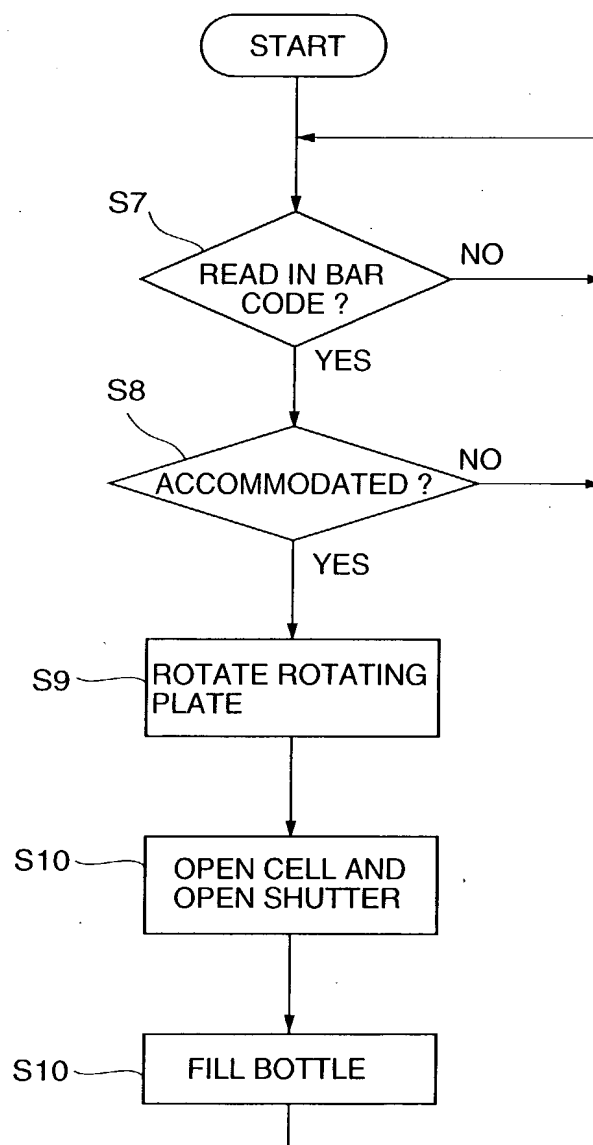 START
S7
READ IN BAR
CODE ?
NO
YES
S8
ACCOMMODATED ?
NO
YES
S9
ROTATE ROTATING
PLATE
S10
OPEN CELL AND
OPEN SHUTTER
S10
FILL BOTTLE